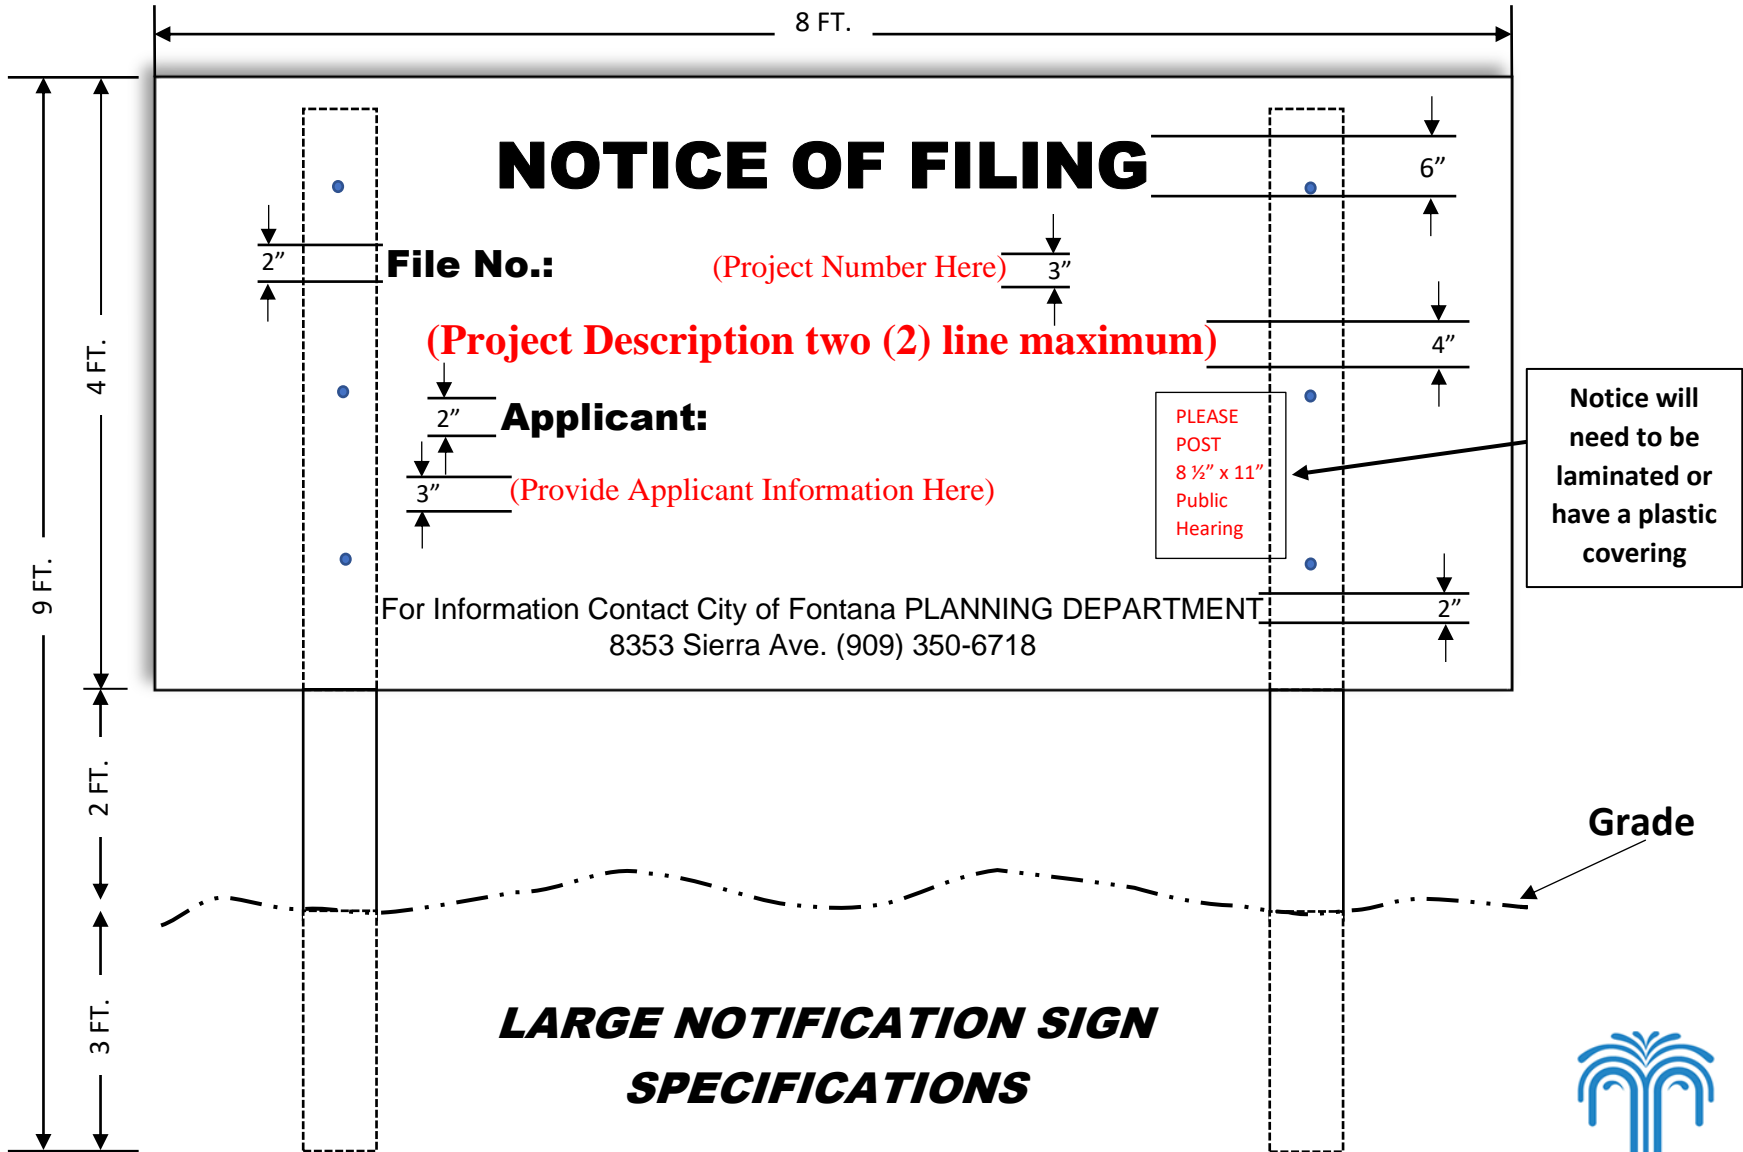 8 FT.
NOTICE OF FILING
6”
2”
File No.:
(Project Number Here)
3”
(Project Description two (2) line maximum)
4”
4 FT.
2”
Applicant:
3”
(Provide Applicant Information Here)
PLEASE
POST
8 ½” x 11”
Public
Hearing
Notice will
need to be
laminated or
have a plastic
covering
9 FT.
For Information Contact City of Fontana PLANNING DEPARTMENT
2”
8353 Sierra Ave. (909) 350-6718
2 FT.
Grade
3 FT.
LARGE NOTIFICATION SIGN
SPECIFICATIONS